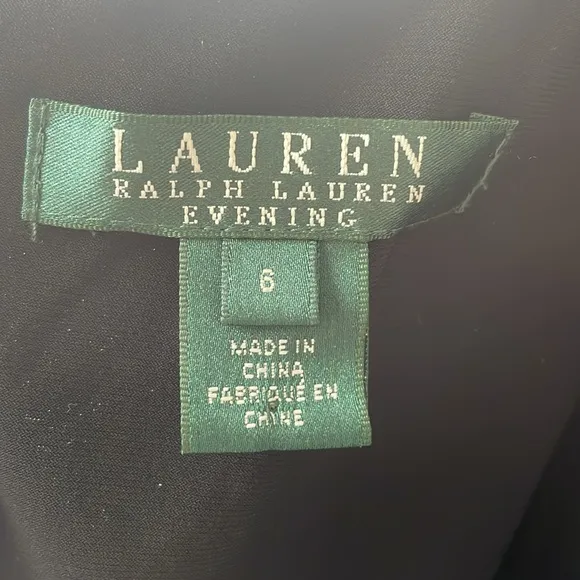 LAUREN
RALPH LAUREN
EVENING
6
MADE IN
CHINA
FABRIQUÉ EN
CHINE